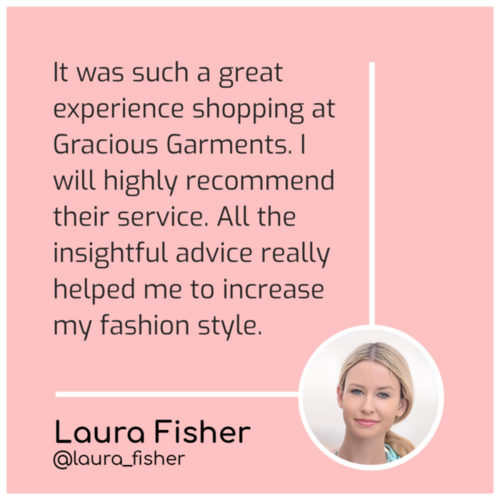 It was such a great
experience shopping at
Gracious Garments. I
will highly recommend
their service. All the
insightful advice really
helped me to increase
my fashion style.
Laura Fisher
@laura_fisher